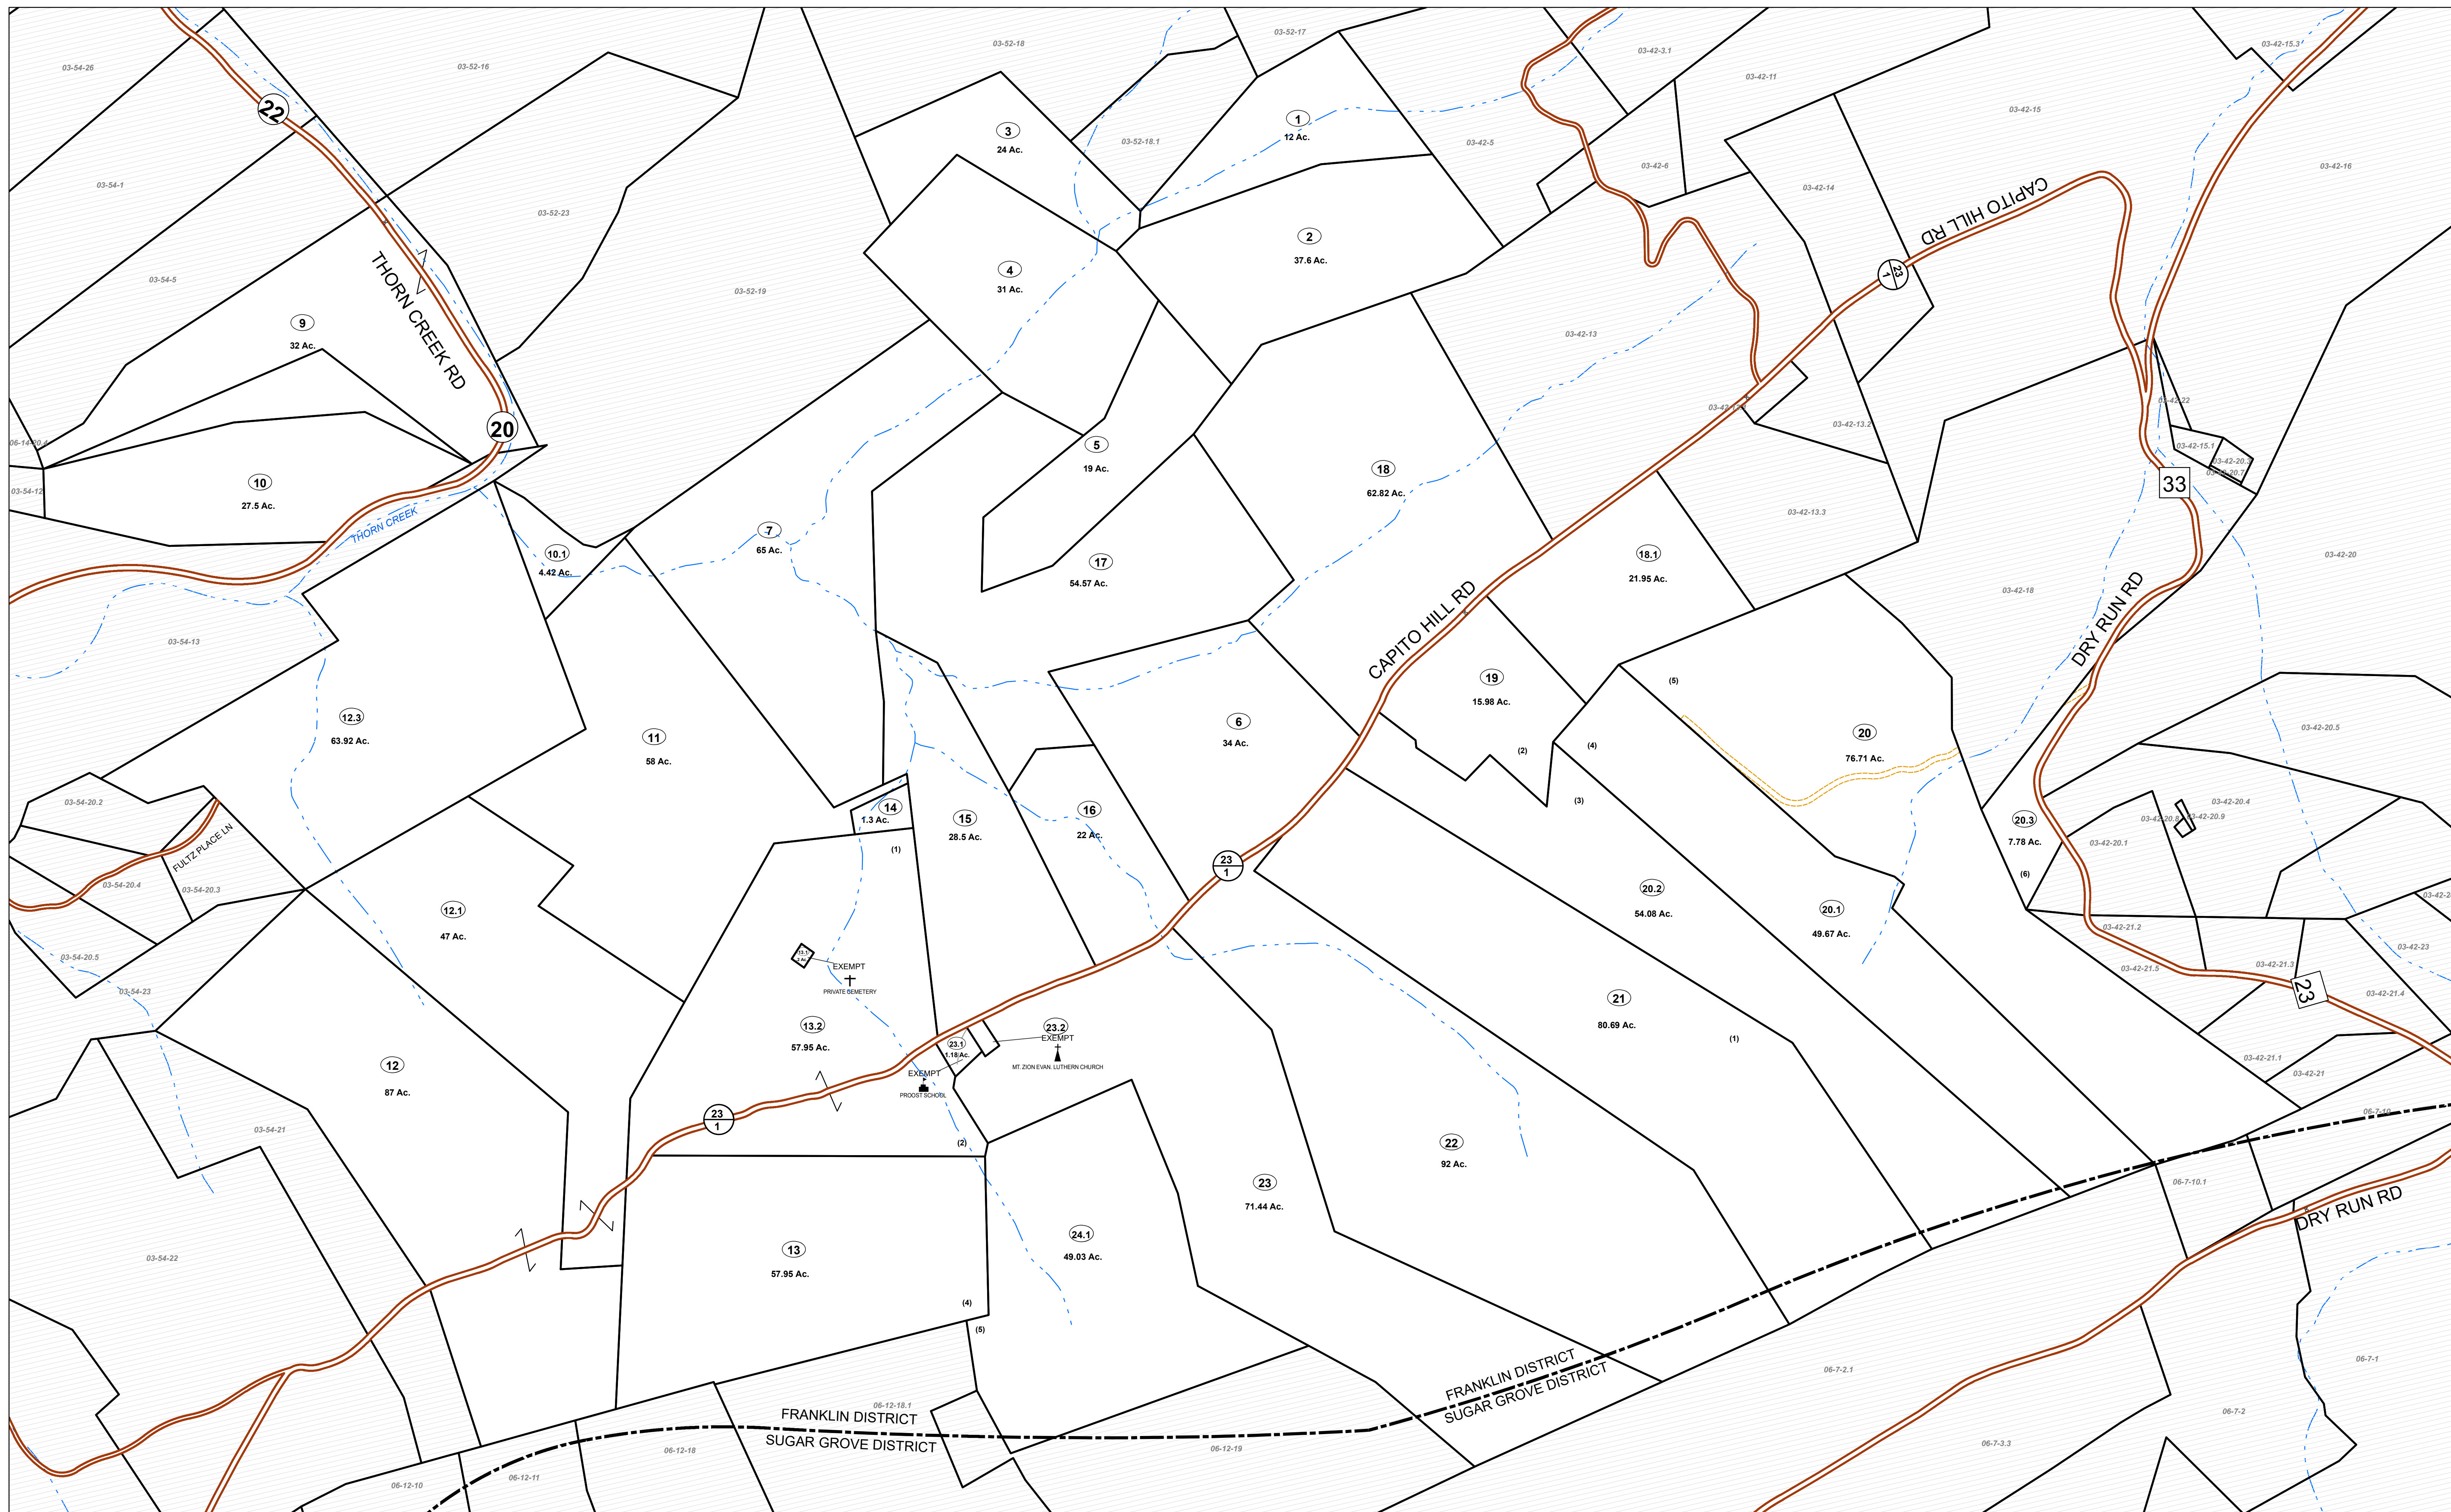 03-54-26
03-52-16
03-52-18
03-52-17
03-42-3.1
03-42-11
03-42-15.3
22
3
24 Ac.
03-52-18.1
1
12 Ac.
03-42-5
03-42-6
03-42-15
03-42-16
03-54-1
03-52-23
03-42-14
CAPITO HILL RD
23
1
THORN CREEK RD
03-54-5
03-52-19
4
31 Ac.
2
37.6 Ac.
03-42-13
9
32 Ac.
20
03-42-13.2
03-42-22
03-42-15.1
06-14-20.4
03-54-12
10
27.5 Ac.
THORN CREEK
5
19 Ac.
18
62.82 Ac.
03-42-13.3
33
7
65 Ac.
10.1
4.42 Ac.
17
54.57 Ac.
18.1
21.95 Ac.
03-42-18
03-42-20
CAPITO HILL RD
DRY RUN RD
03-54-13
12.3
63.92 Ac.
11
58 Ac.
6
34 Ac.
19
15.98 Ac.
(5)
(2)
(4)
20
76.71 Ac.
03-42-20.5
03-54-20.2
FULTZ PLACE LN
14
1.3 Ac.
(1)
15
28.5 Ac.
16
22 Ac.
(3)
20.3
7.78 Ac.
(6)
03-42-20.4
03-42-20.8
03-42-20.9
03-42-20.1
03-54-20.4
03-54-20.3
23
1
12.1
47 Ac.
20.2
54.08 Ac.
20.1
49.67 Ac.
03-42-21.2
03-42-23
03-54-20.5
03-54-23
EXEMPT
PRIVATE CEMETERY
03-42-21.5
03-42-21.3
23
03-42-21.4
13.2
57.95 Ac.
23.1
1.18 Ac.
23.2
EXEMPT
MT. ZION EVAN. LUTHERN CHURCH
EXEMPT
PROOST SCHOOL
21
80.69 Ac.
(1)
03-42-21.1
03-42-21
12
87 Ac.
23
1
03-54-21
(2)
22
92 Ac.
06-7-10
06-7-10.1
DRY RUN RD
23
71.44 Ac.
03-54-22
13
57.95 Ac.
24.1
49.03 Ac.
(4)
(5)
FRANKLIN DISTRICT
SUGAR GROVE DISTRICT
06-7-2.1
06-7-1
06-7-2
06-12-18.1
FRANKLIN DISTRICT
SUGAR GROVE DISTRICT
06-12-18
06-12-19
06-7-3.3
06-12-10
06-12-11